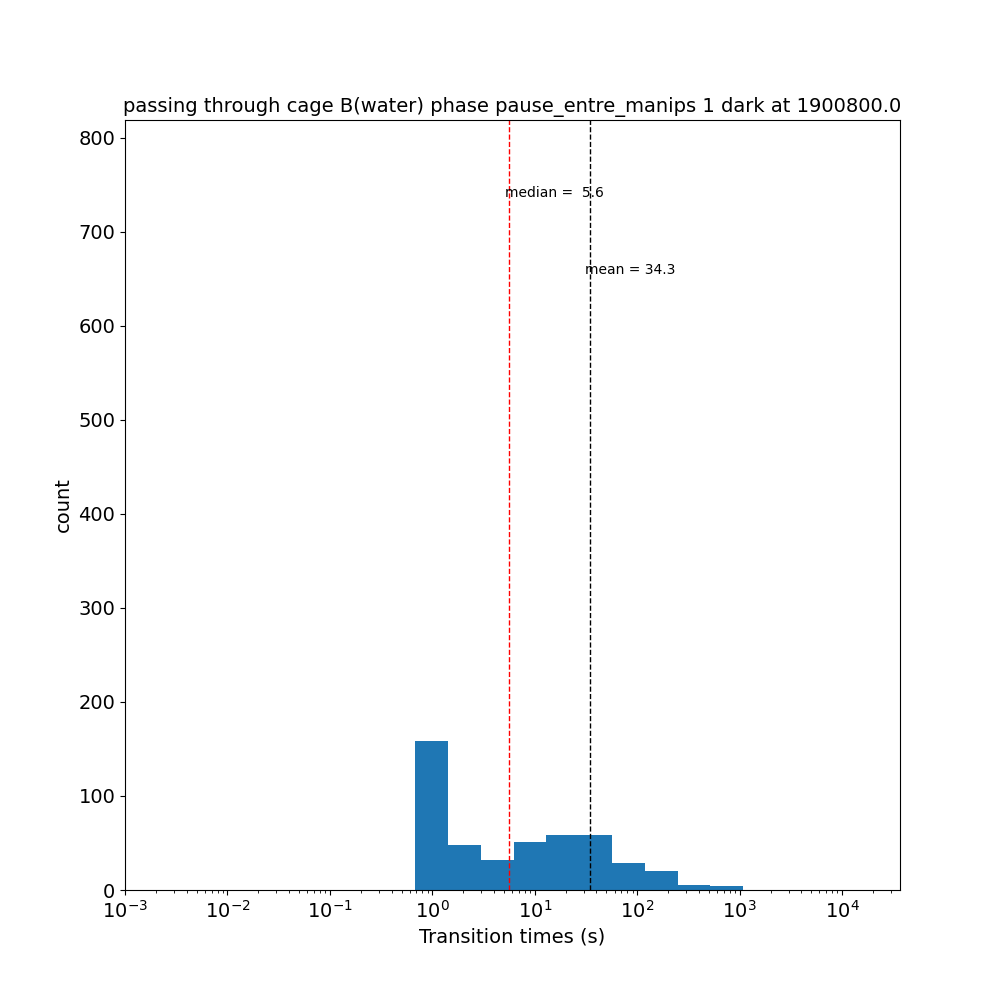 passing through cage B(water) phase pause_entre_manips 1 dark at 1900800.0
800
median =  5.6
700
mean = 34.3
600
500
count
400
300
200
100
0
10⁻³ 10⁻² 10⁻¹ 10⁰ 10¹ 10² 10³ 10⁴
Transition times (s)